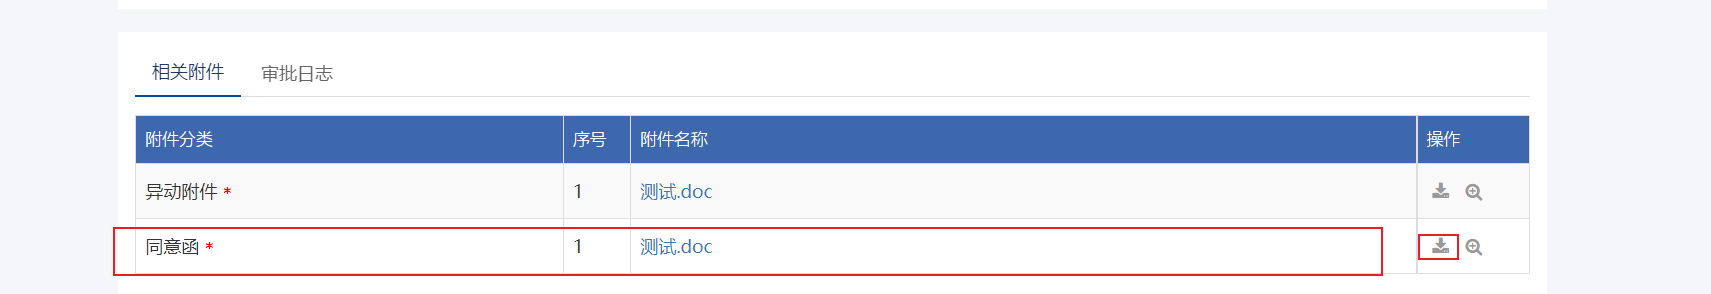 相关附件 审批日志
附件分类 序号 附件名称 操作
异动附件 * 1 测试.doc
同意函 * 1 测试.doc